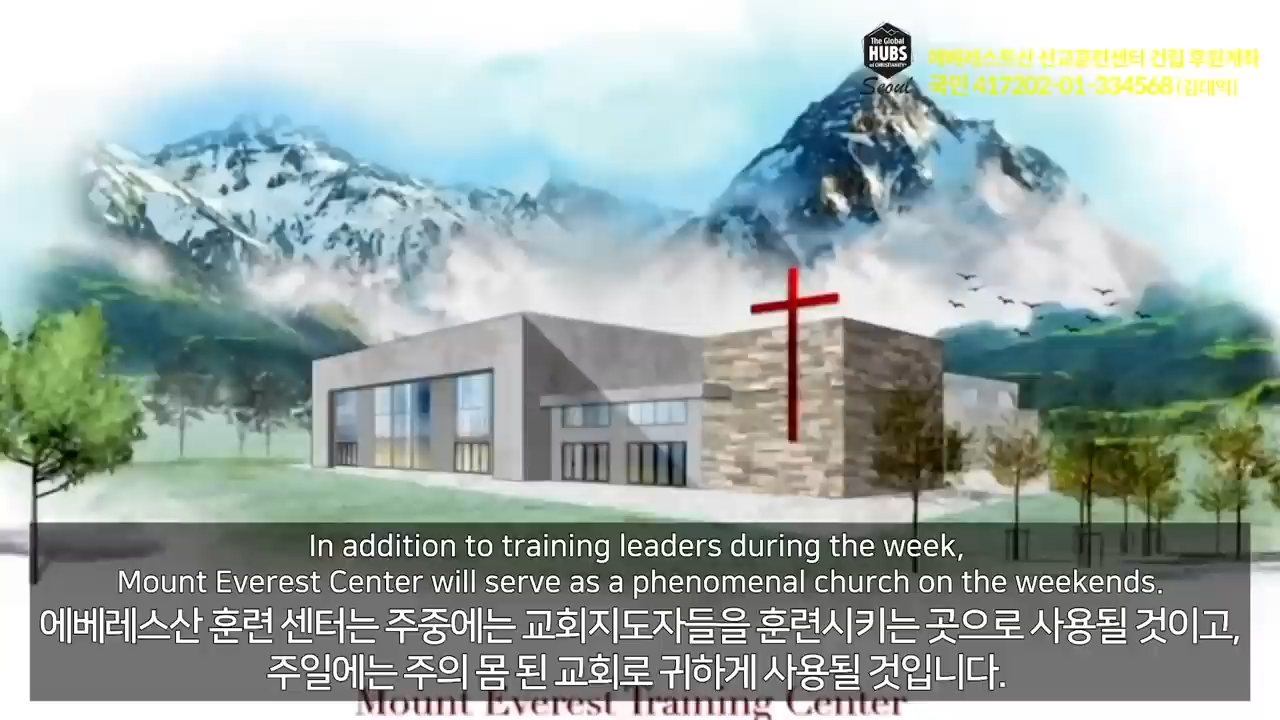 The Global
HUBS
of CHRISTIANITY
Seoul
에베레스트산 선교훈련센터 건립 후원계좌
국민 417202-01-334568 (김대억)
In addition to training leaders during the week,
Mount Everest Center will serve as a phenomenal church on the weekends.
에베레스산 훈련 센터는 주중에는 교회지도자들을 훈련시키는 곳으로 사용될 것이고,
주일에는 주의 몸 된 교회로 귀하게 사용될 것입니다.
Mount Everest Training Center